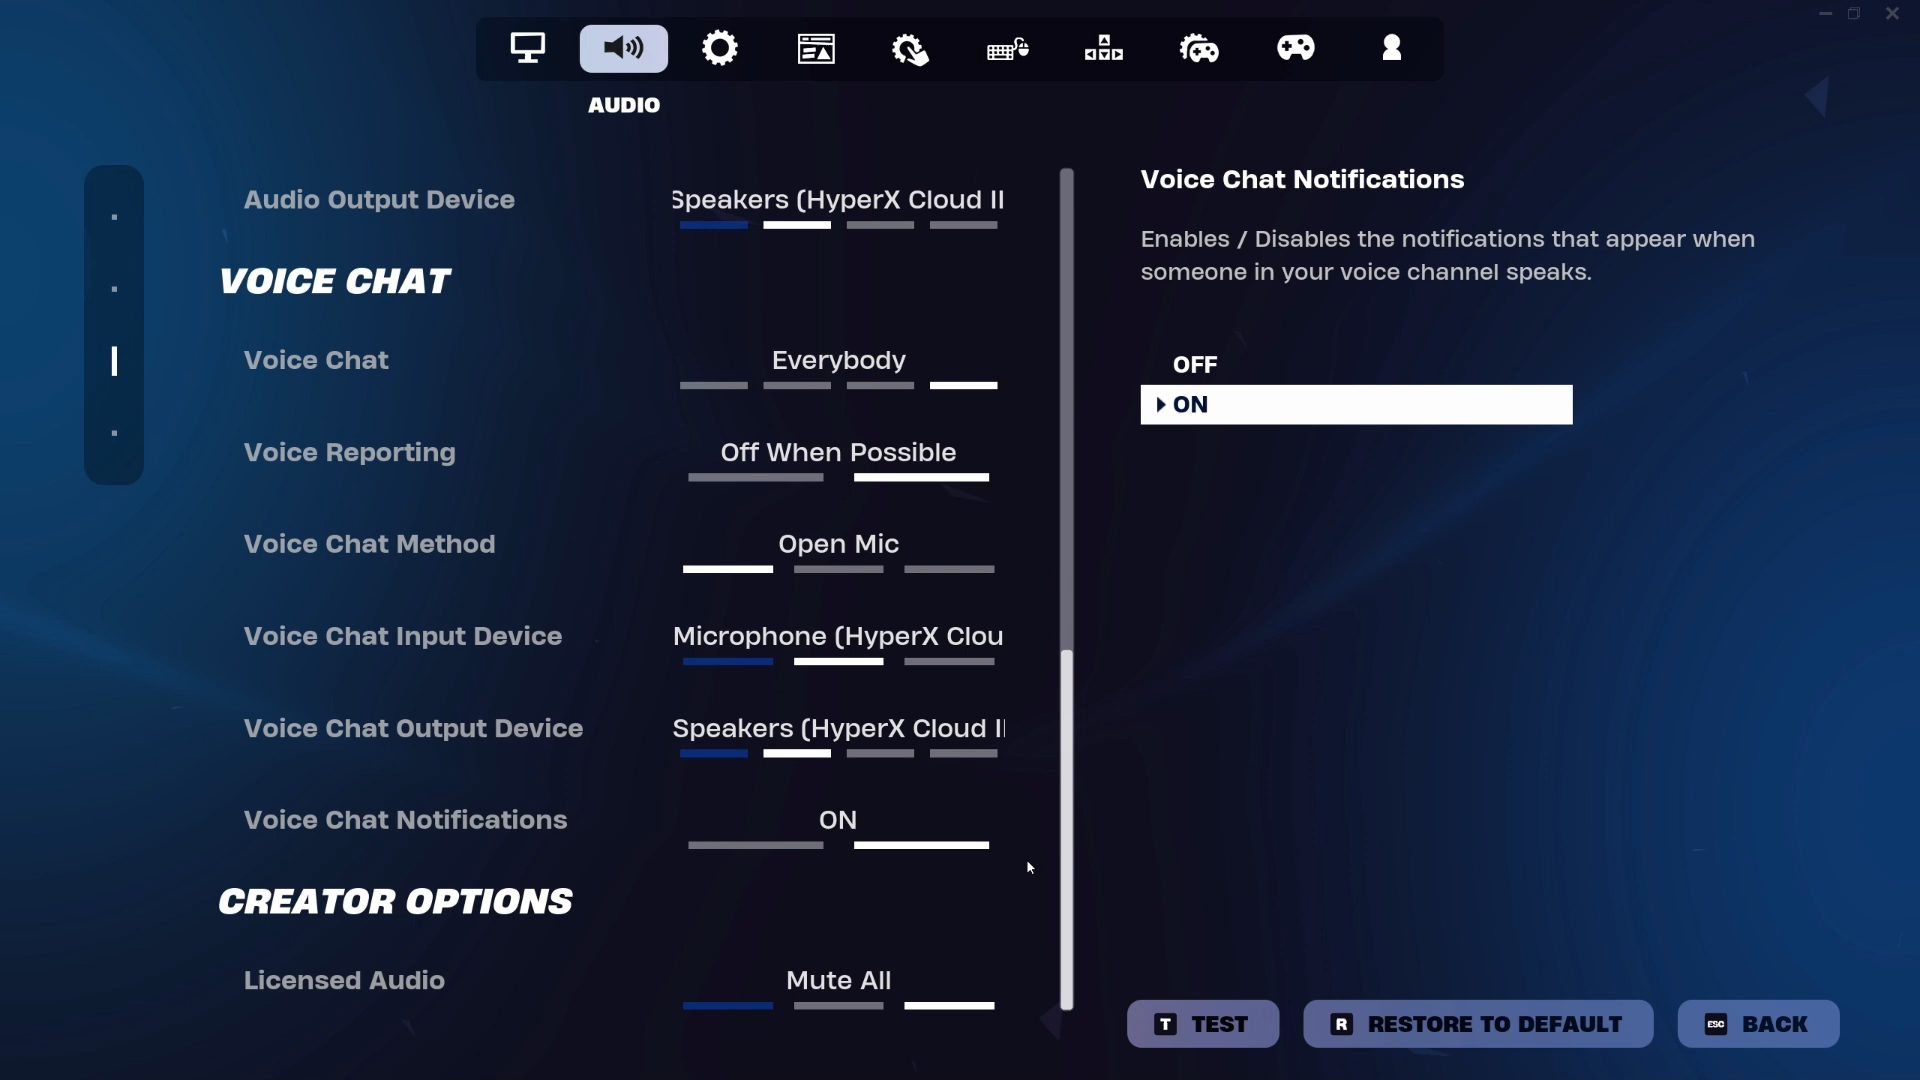 AUDIO
Audio Output Device
Speakers (HyperX Cloud II
VOICE CHAT
Voice Chat
Everybody
Voice Reporting
Off When Possible
Voice Chat Method
Open Mic
Voice Chat Input Device
Microphone (HyperX Clou
Voice Chat Output Device
Speakers (HyperX Cloud II
Voice Chat Notifications
ON
CREATOR OPTIONS
Licensed Audio
Mute All
Voice Chat Notifications
Enables / Disables the notifications that appear when
someone in your voice channel speaks.
OFF
ON
T TEST
R RESTORE TO DEFAULT
ESC BACK